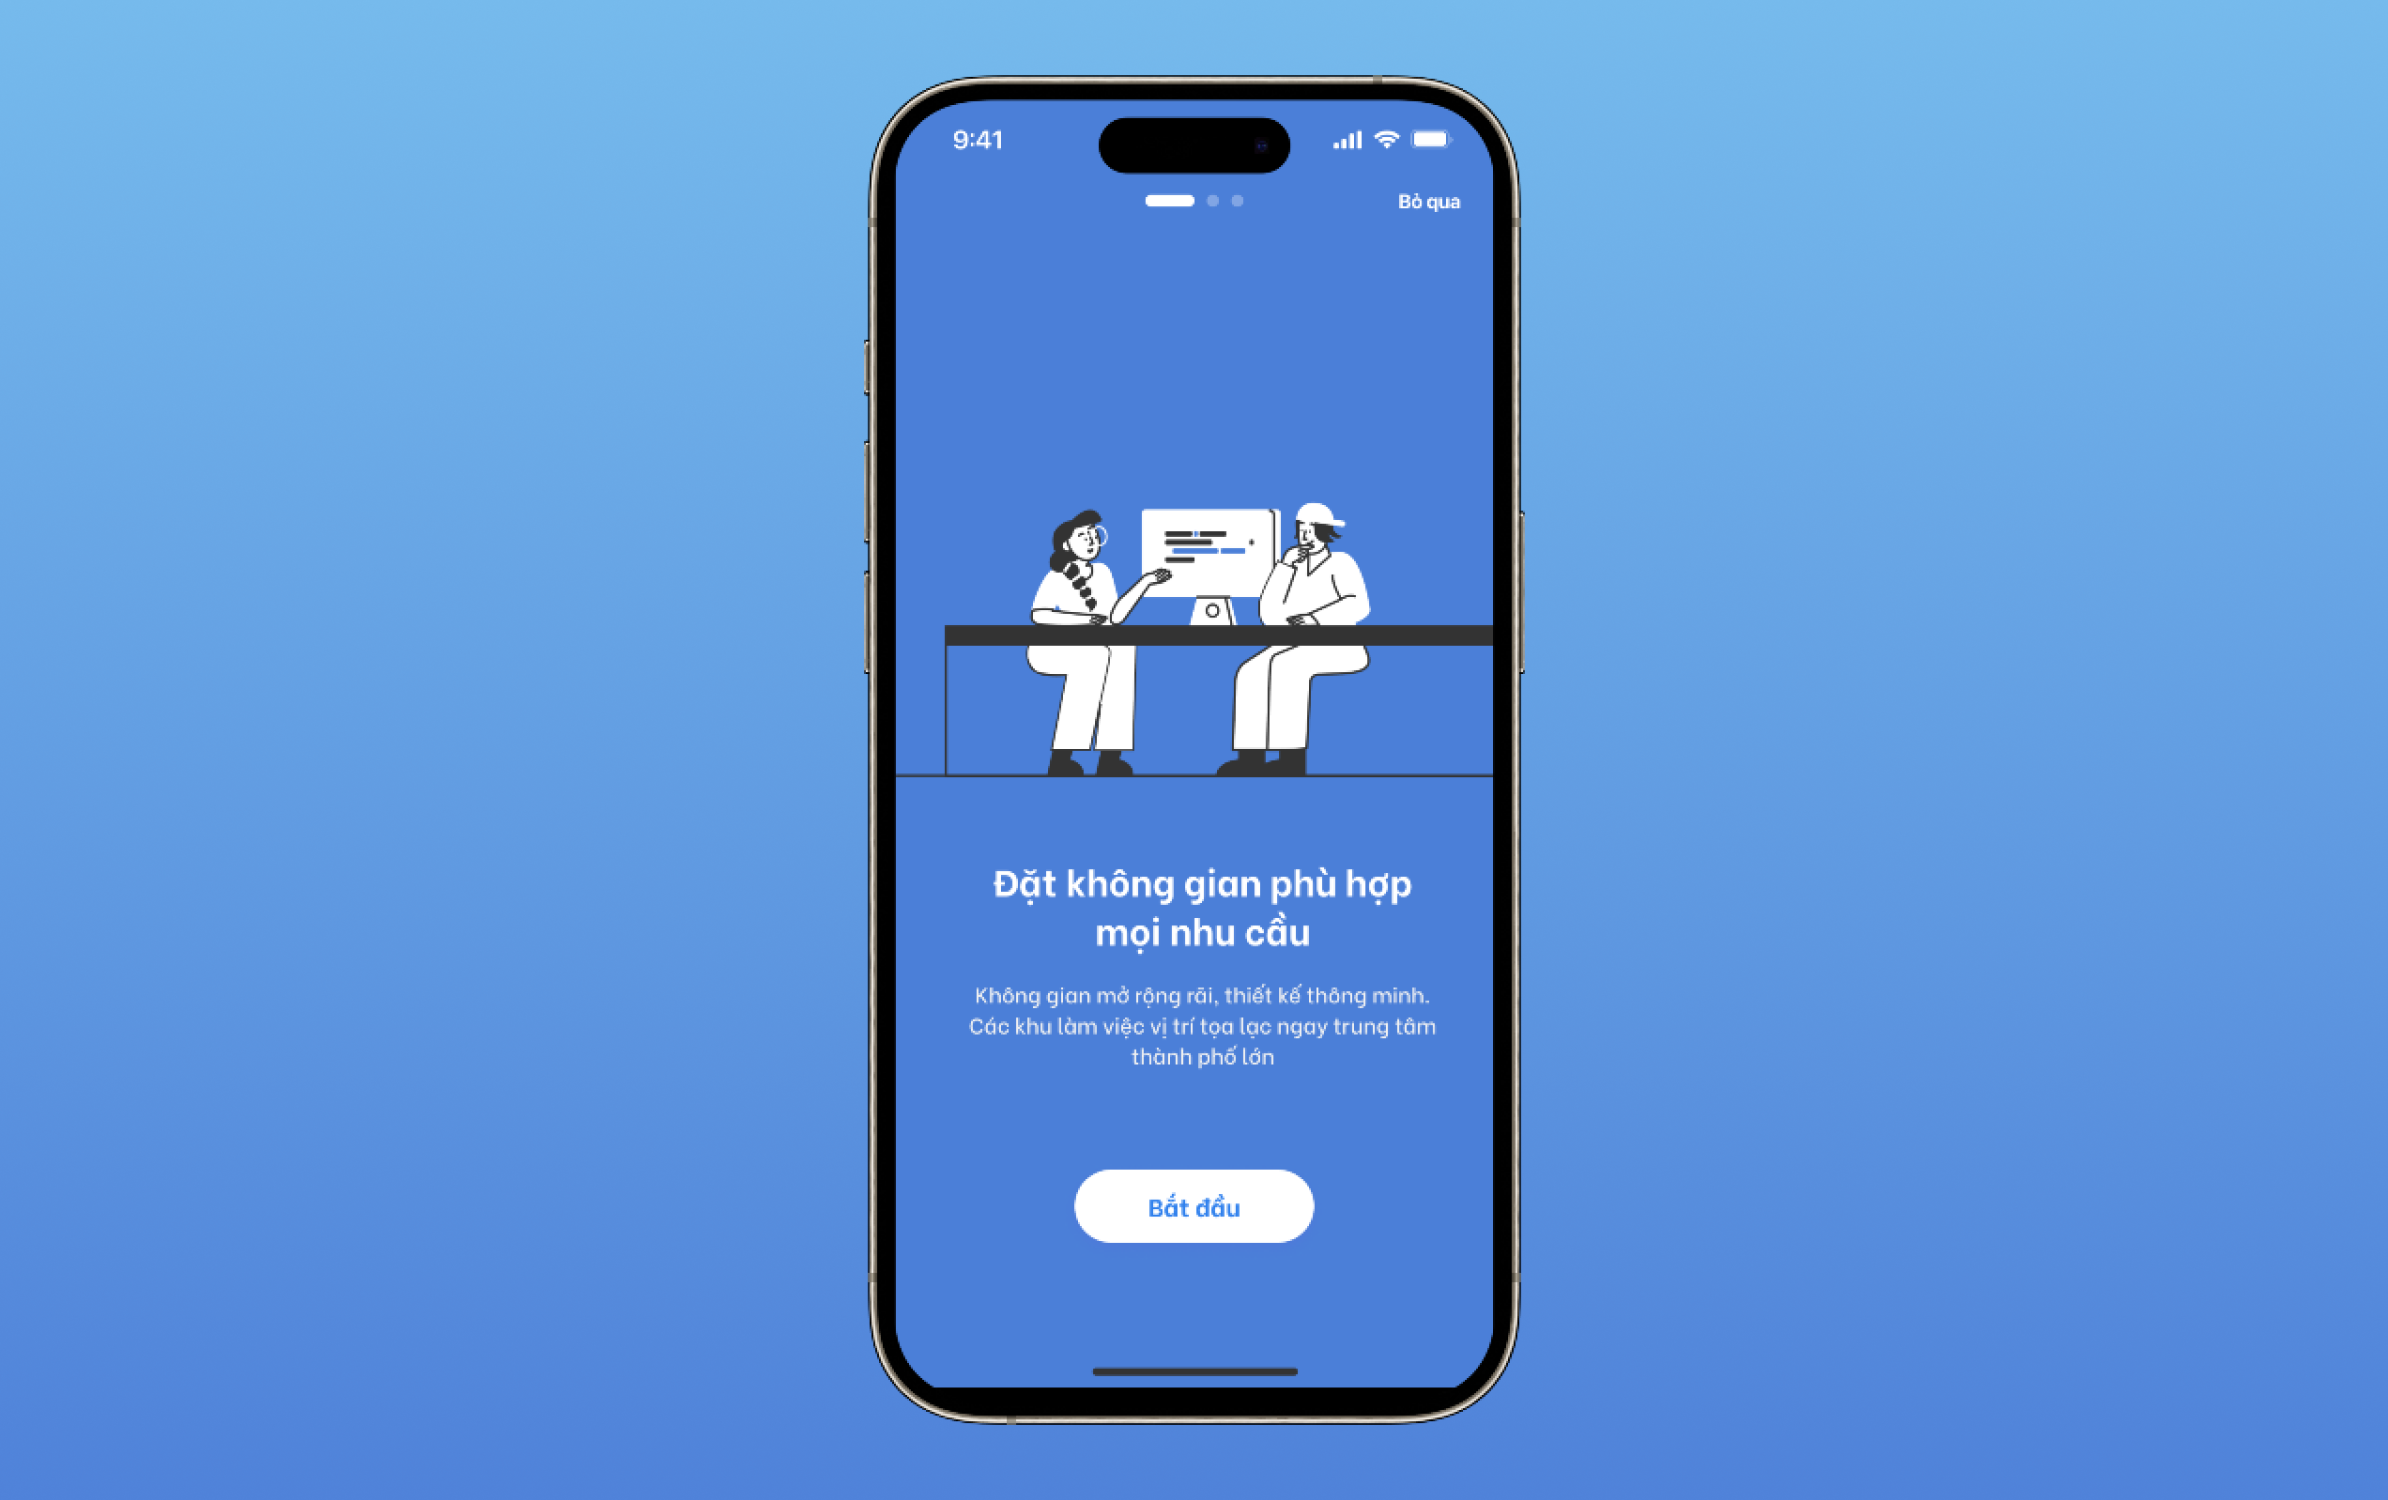 9:41
Bỏ qua
Đặt không gian phù hợp
mọi nhu cầu
Không gian mở rộng rãi, thiết kế thông minh.
Các khu làm việc vị trí tọa lạc ngay trung tâm
thành phố lớn
Bắt đầu